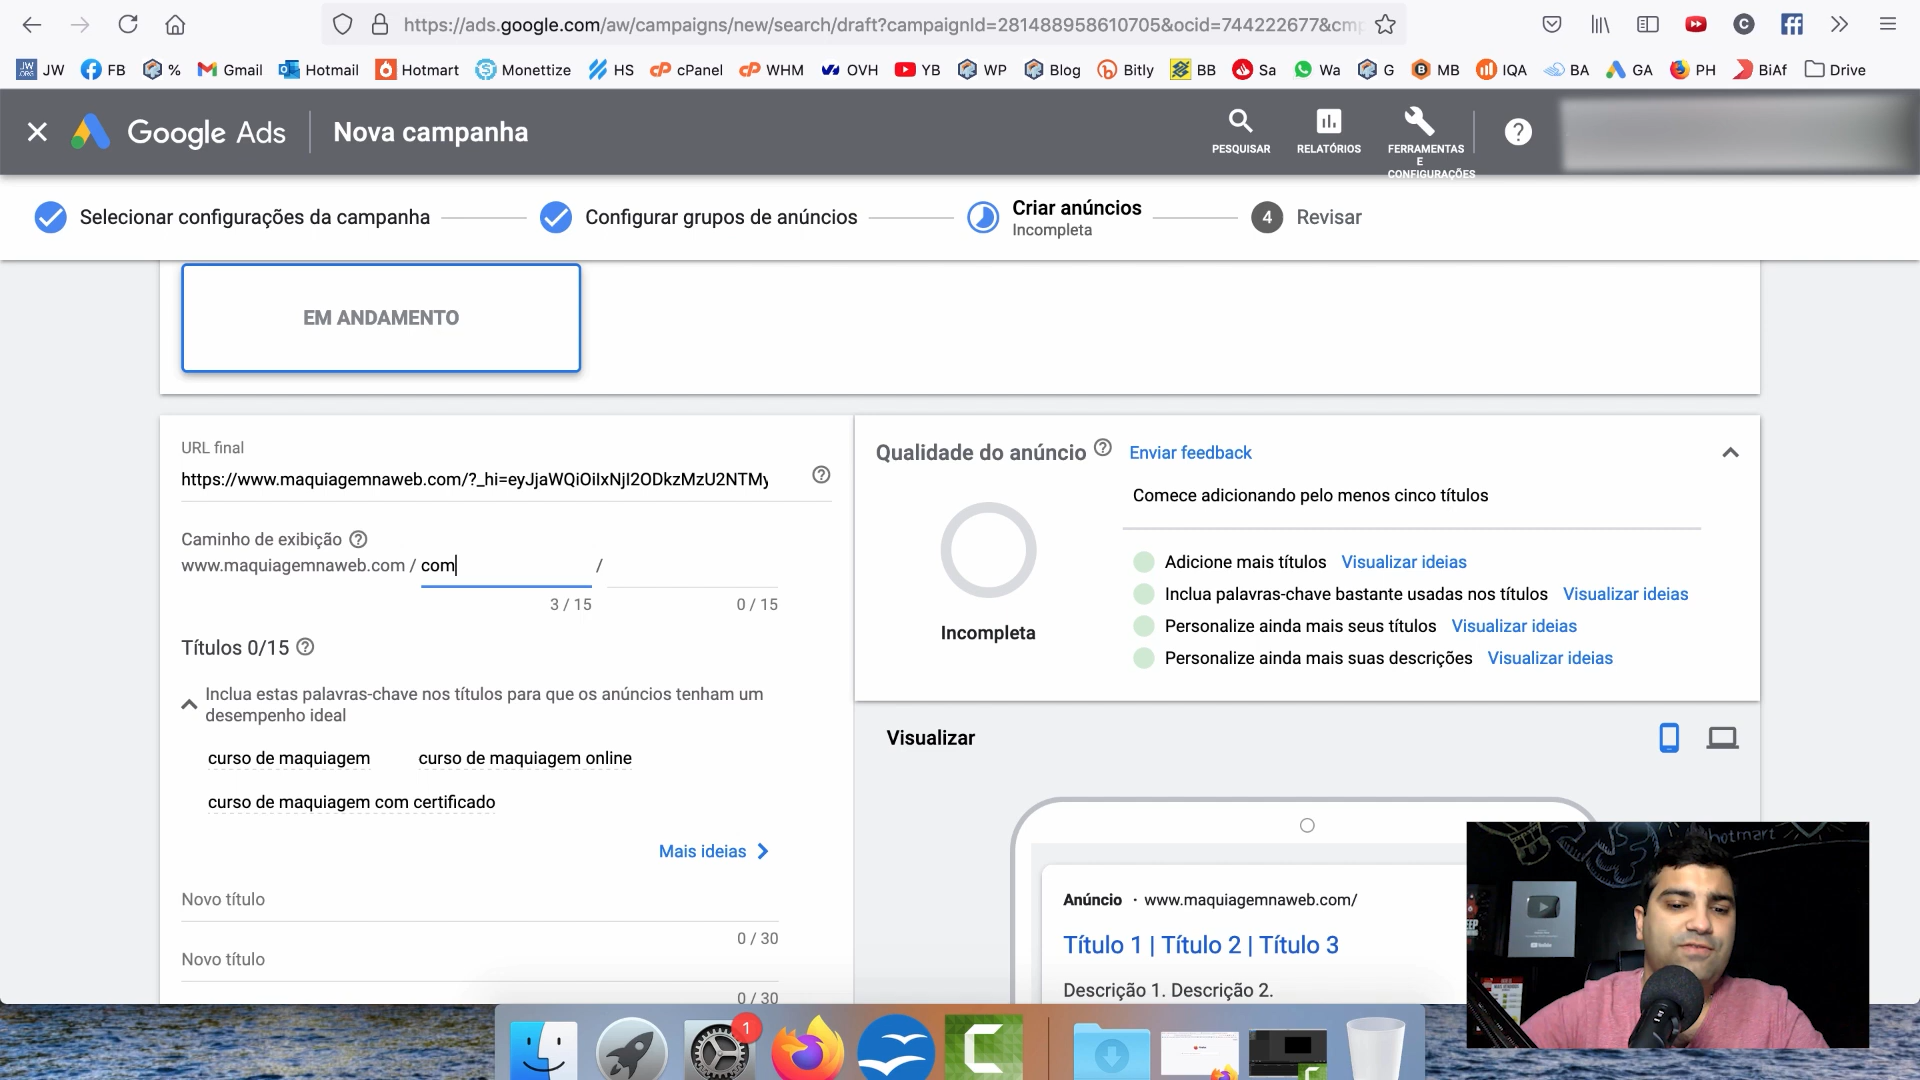 https://ads.google.com/aw/campaigns/new/search/draft?campaignId=281488958610705&ocid=744222677&cmp
JW FB % Gmail Hotmail Hotmart Monettize HS cPanel WHM OVH YB WP Blog Bitly BB Sa Wa G MB IQA BA GA PH BiAf Drive
Google Ads Nova campanha
PESQUISAR
RELATÓRIOS
FERRAMENTAS
E
CONFIGURAÇÕES
Selecionar configurações da campanha
Configurar grupos de anúncios
Criar anúncios
Incompleta
4 Revisar
EM ANDAMENTO
URL final
https://www.maquiagemnaweb.com/?_hi=eyJjaWQiOiIxNjI2ODkzMzU2NTMy
Caminho de exibição
www.maquiagemnaweb.com / com /
3 / 15 0 / 15
Títulos 0/15
Inclua estas palavras-chave nos títulos para que os anúncios tenham um
desempenho ideal
curso de maquiagem curso de maquiagem online
curso de maquiagem com certificado
Mais ideias
Novo título
0 / 30
Novo título
0 / 30
Qualidade do anúncio Enviar feedback
Comece adicionando pelo menos cinco títulos
Incompleta
Adicione mais títulos Visualizar ideias
Inclua palavras-chave bastante usadas nos títulos Visualizar ideias
Personalize ainda mais seus títulos Visualizar ideias
Personalize ainda mais suas descrições Visualizar ideias
Visualizar
Anúncio · www.maquiagemnaweb.com/
Título 1 | Título 2 | Título 3
Descrição 1. Descrição 2.
hotmart
YouTube
1